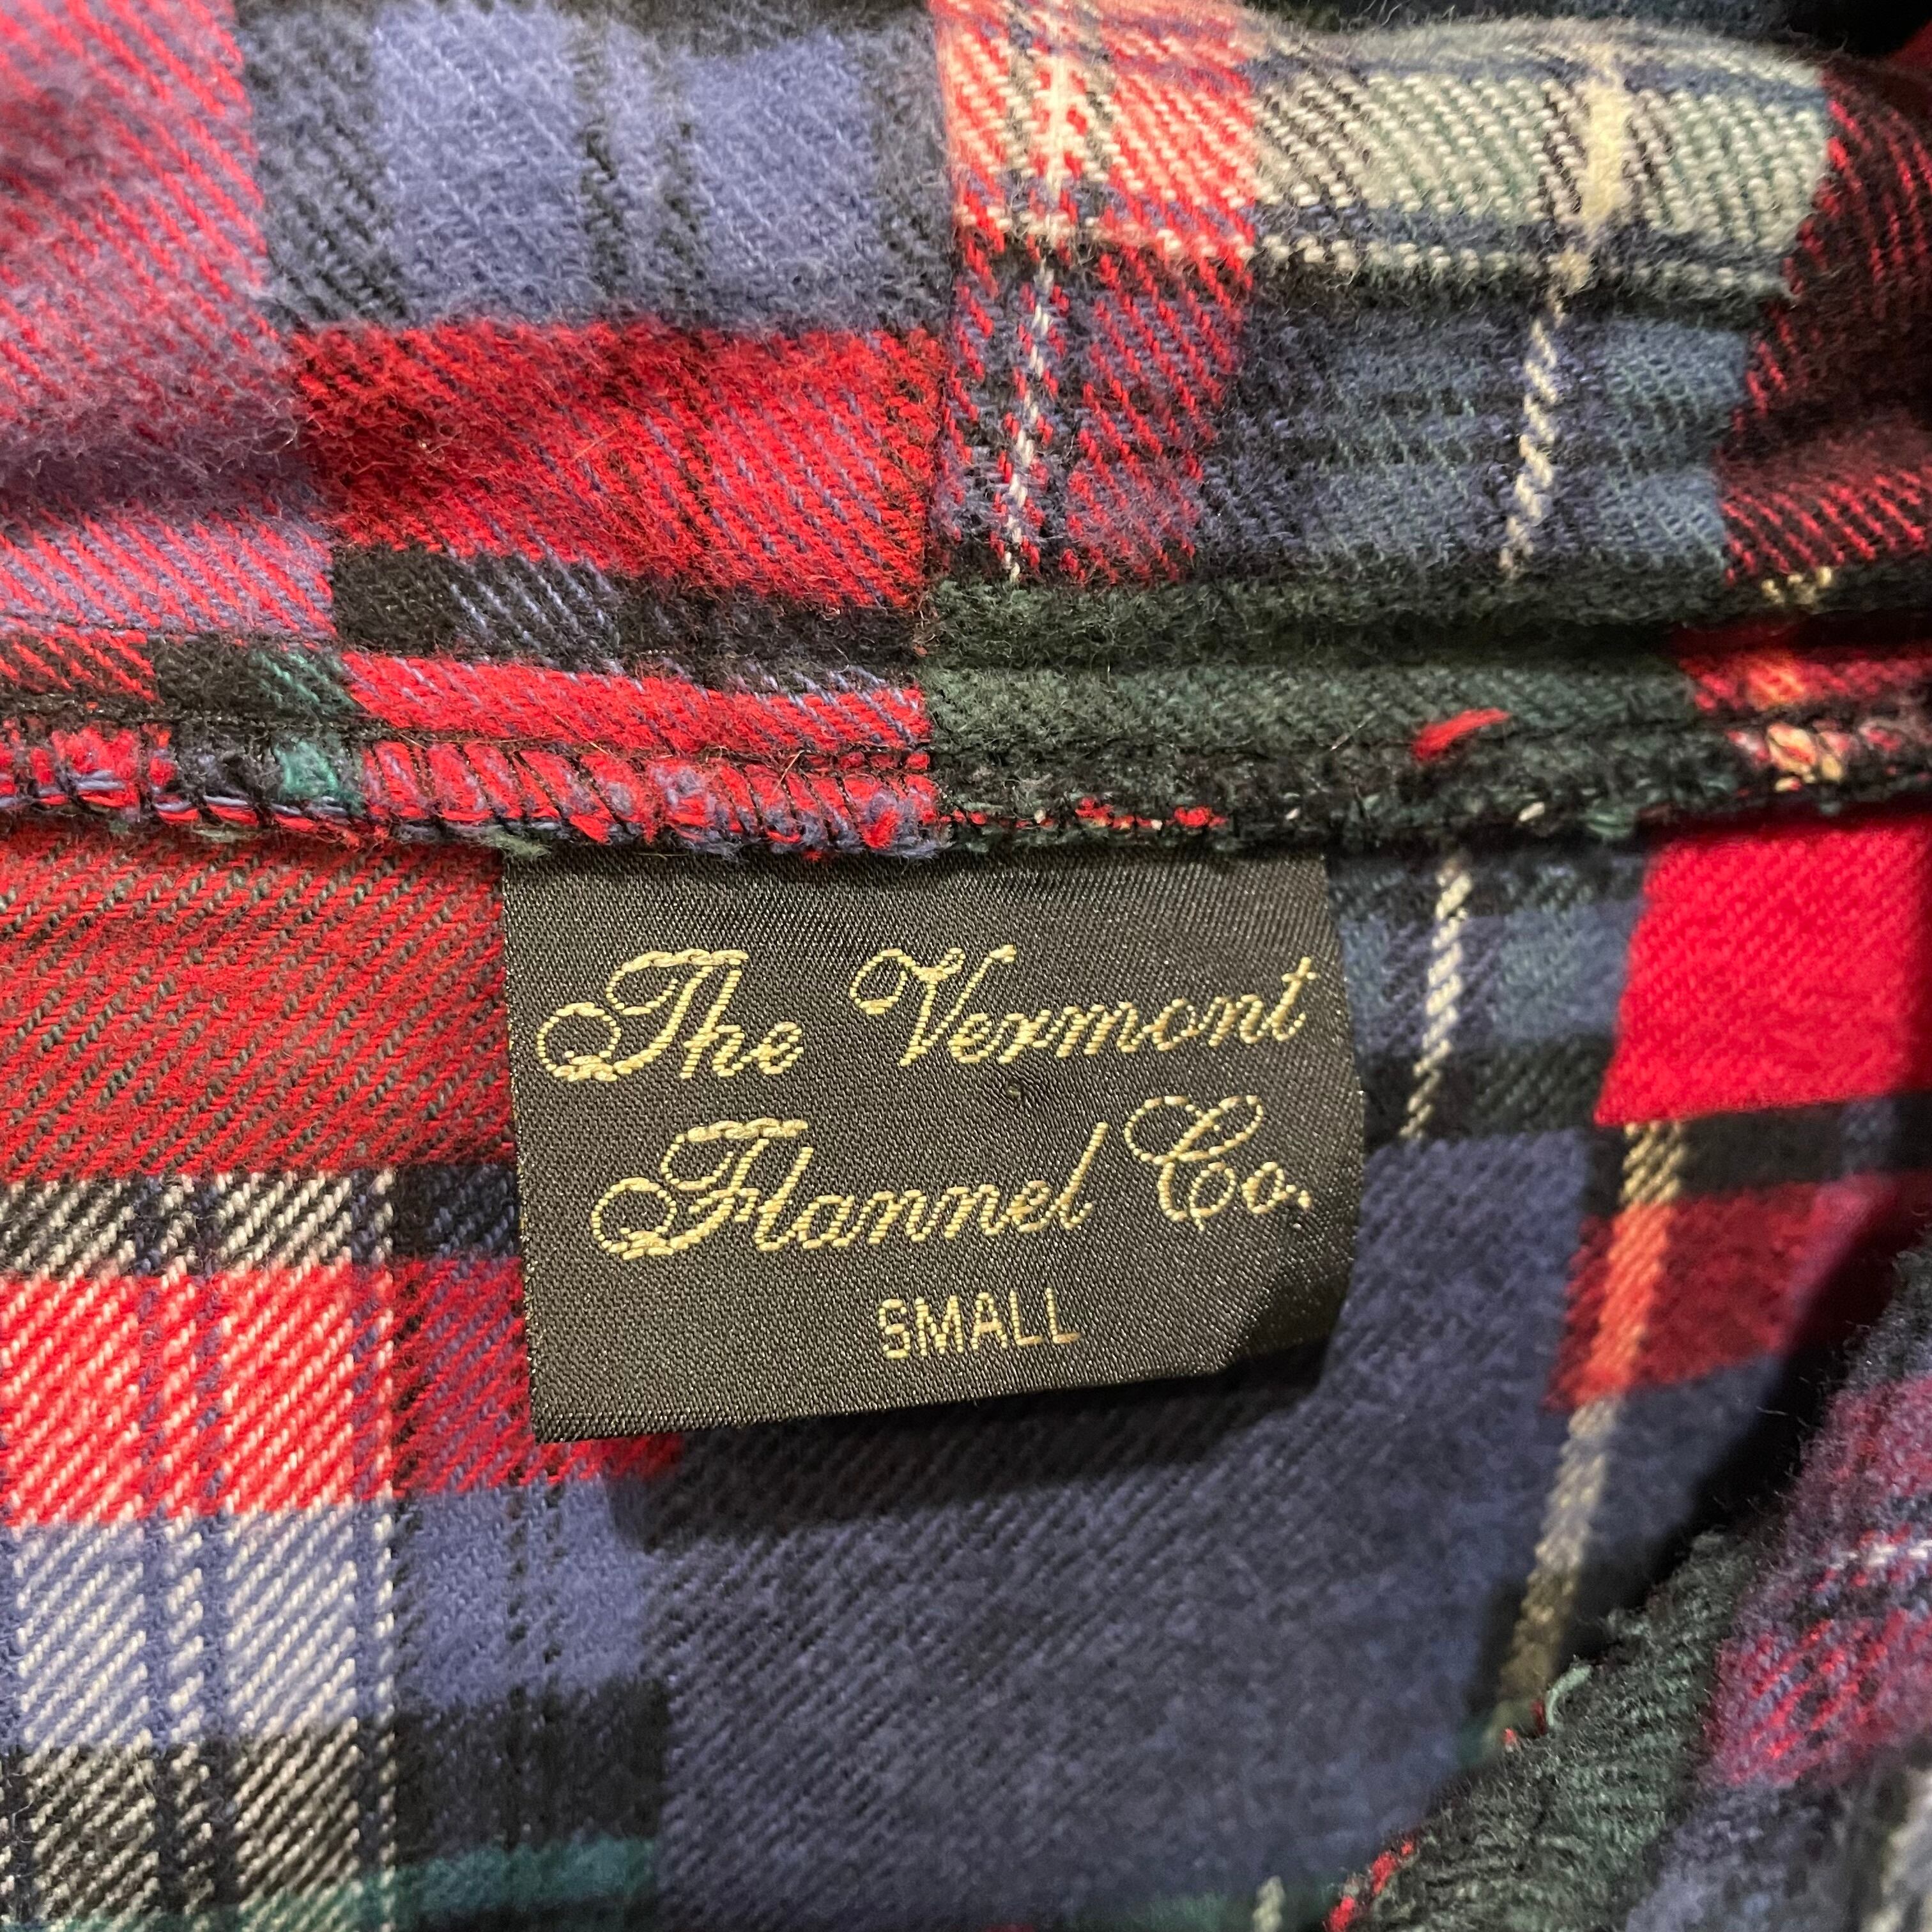 The Vermont
Flannel Co.
SMALL